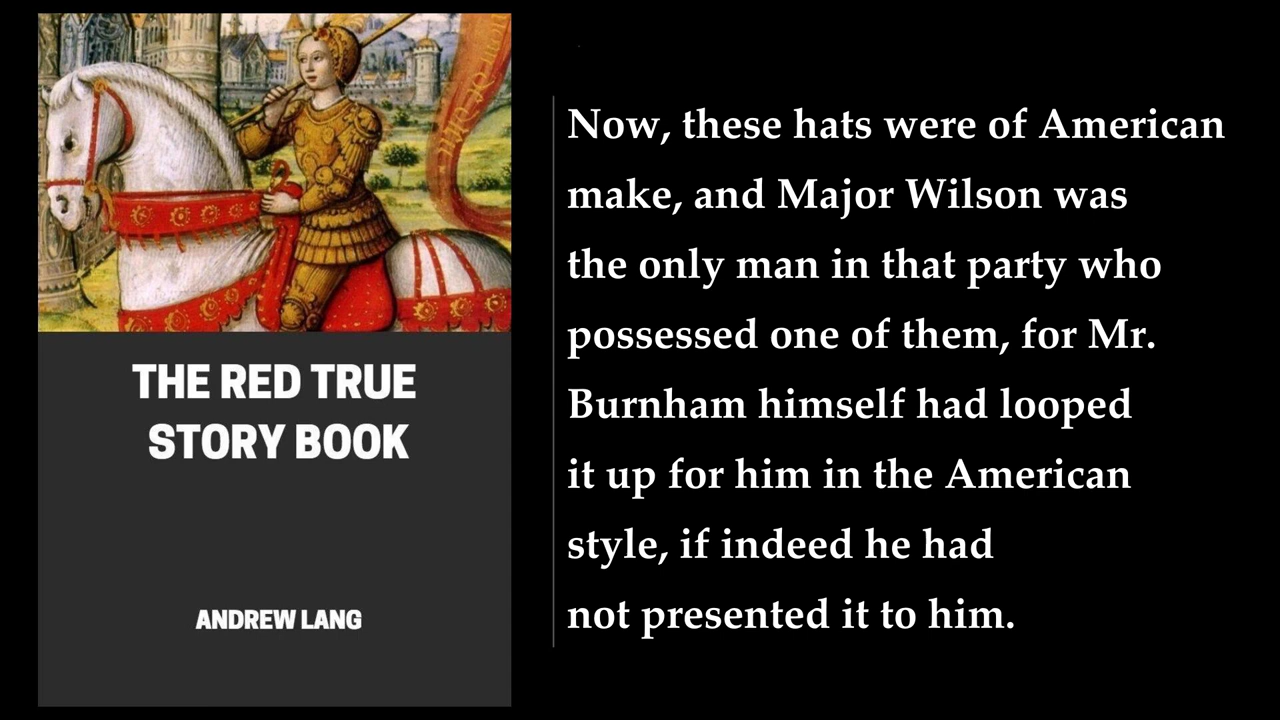 THE RED TRUE
STORY BOOK
ANDREW LANG
Now, these hats were of American
make, and Major Wilson was
the only man in that party who
possessed one of them, for Mr.
Burnham himself had looped
it up for him in the American
style, if indeed he had
not presented it to him.